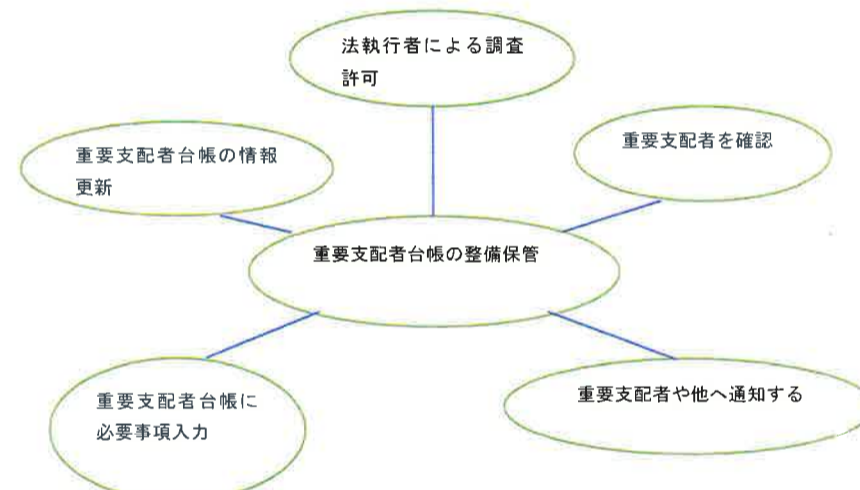 法執行者による調査
許可
重要支配者を確認
重要支配者台帳の情報
更新
重要支配者台帳の整備保管
重要支配者台帳に
必要事項入力
重要支配者や他へ通知する